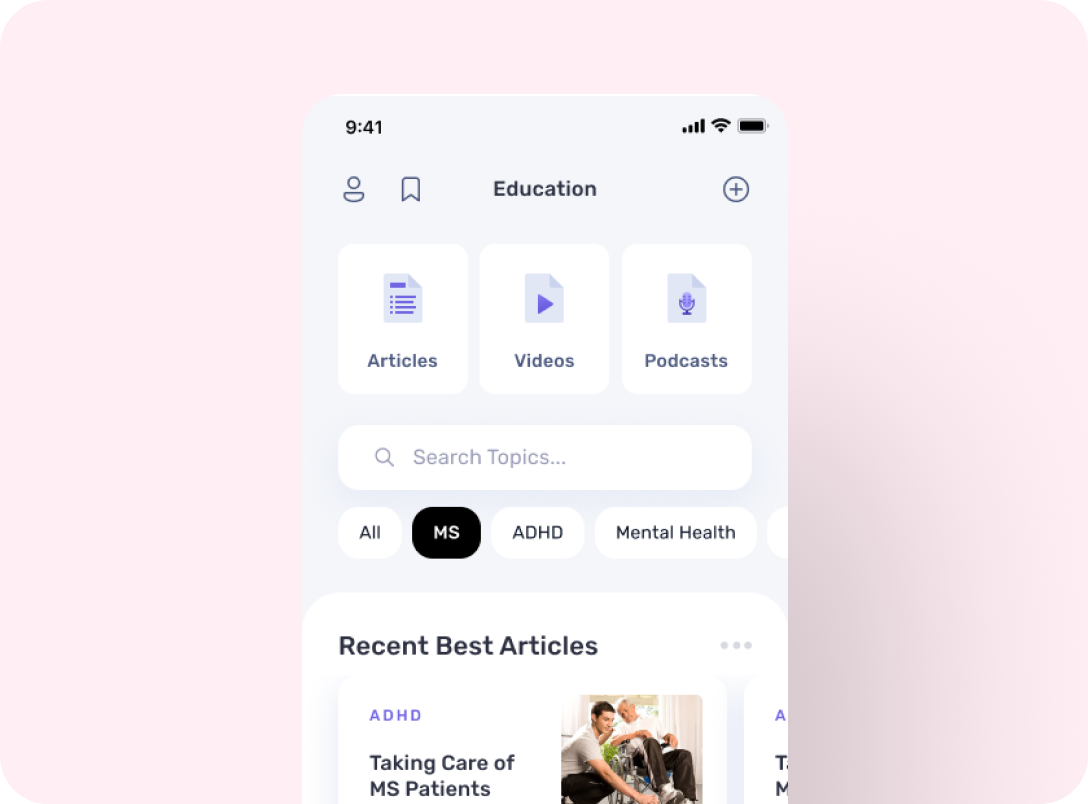 9:41
Education
Articles
Videos
Podcasts
Search Topics...
All
MS
ADHD
Mental Health
Recent Best Articles
ADHD
A
Taking Care of
MS Patients